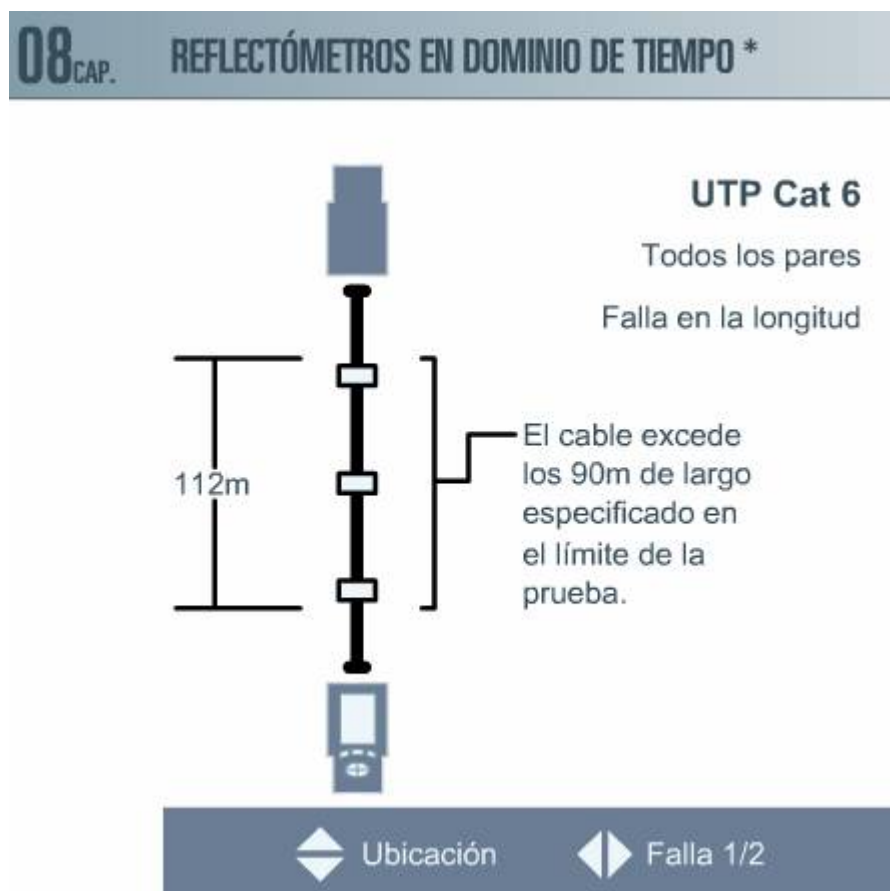 08CAP. REFLECTÓMETROS EN DOMINIO DE TIEMPO *
UTP Cat 6
Todos los pares
Falla en la longitud
112m
El cable excede
los 90m de largo
especificado en
el límite de la
prueba.
Ubicación Falla 1/2